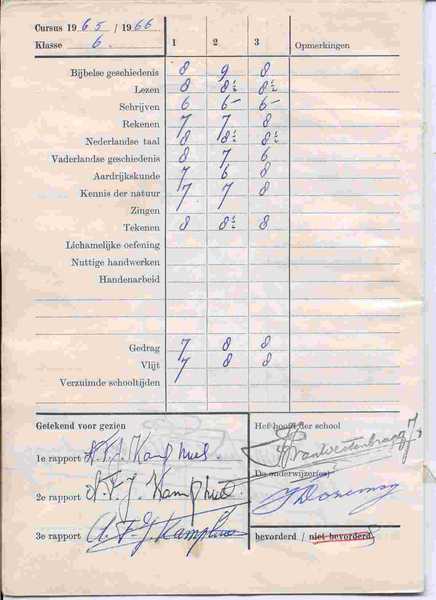 Cursus 1965 / 1966
Klasse 6. 1 2 3 Opmerkingen
Bijbelse geschiedenis 8 9 8
Lezen 8 8½ 8½
Schrijven 6 6- 6-
Rekenen 7 7 8
Nederlandse taal 8 8½ 8½
Vaderlandse geschiedenis 8 7 6
Aardrijkskunde 7 6 8
Kennis der natuur 7 7 8
Zingen
Tekenen 8 8½ 8
Lichamelijke oefening
Nuttige handwerken
Handenarbeid
Gedrag 7 8 8
Vlijt 7 8 8
Verzuimde schooltijden 7
Getekend voor gezien Het hoofd der school
1e rapport
De onderwijzer(es)
2e rapport
3e rapport bevorderd / niet bevorderd